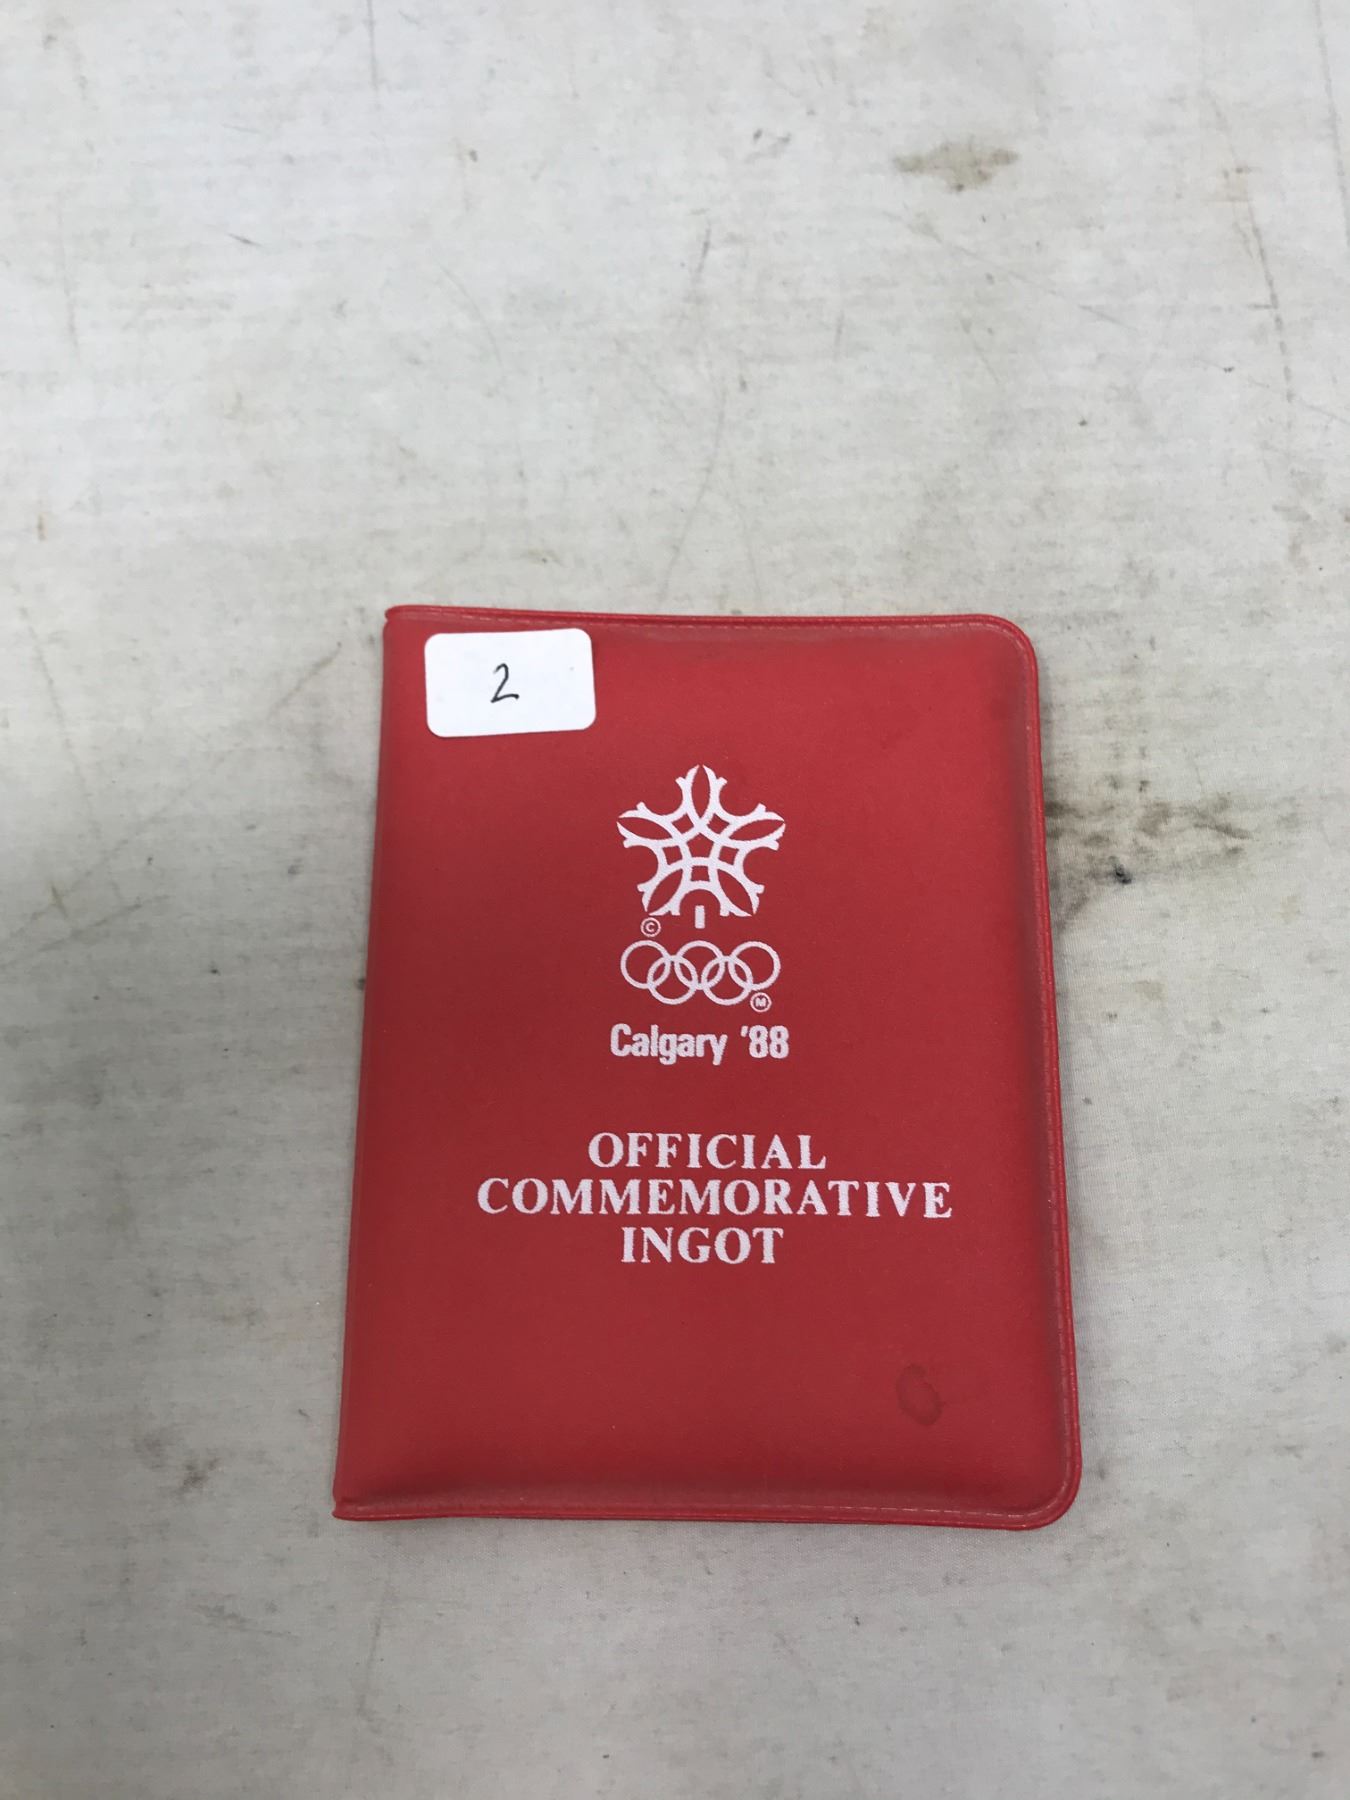 2
©
M
Calgary '88
OFFICIAL
COMMEMORATIVE
INGOT